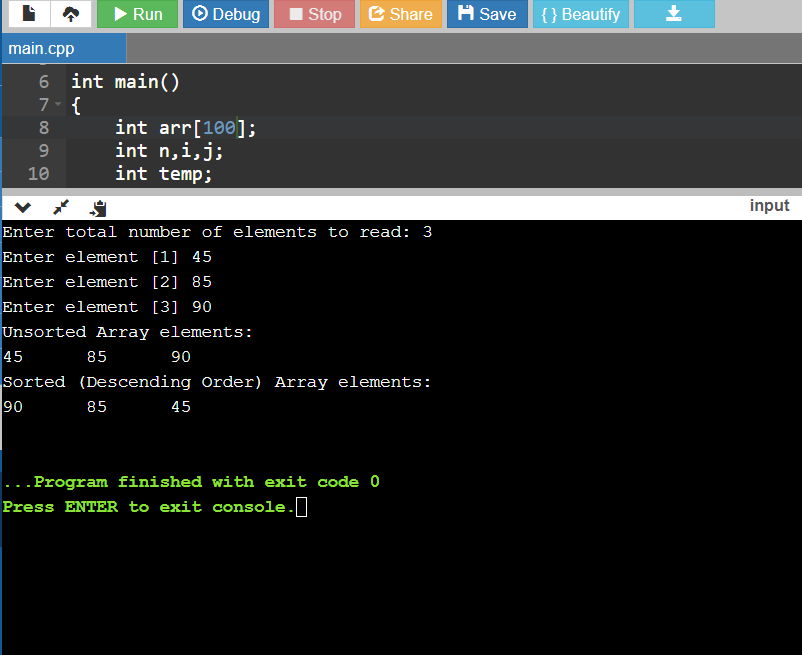 Run Debug Stop Share Save { } Beautify
main.cpp
6 int main()
7 {
8 int arr[100];
9 int n,i,j;
10 int temp;
input
Enter total number of elements to read: 3
Enter element [1] 45
Enter element [2] 85
Enter element [3] 90
Unsorted Array elements:
45 85 90
Sorted (Descending Order) Array elements:
90 85 45
...Program finished with exit code 0
Press ENTER to exit console.